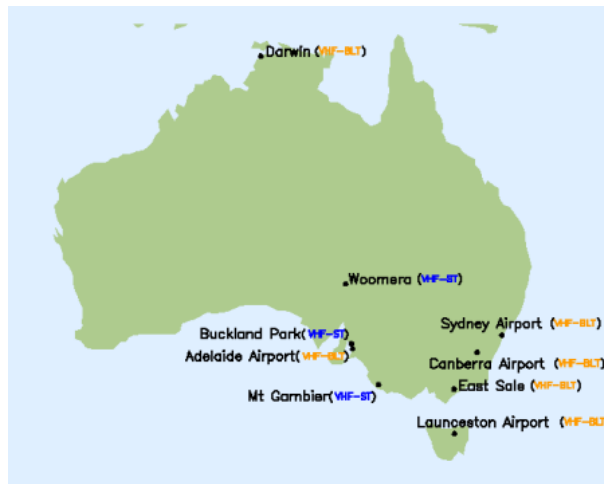 Darwin (VHF-BLT)
Woomera (VHF-ST)
Sydney Airport (VHF-BLT)
Buckland Park(VHF-ST)
Adelaide Airport(VHF-BLT)
Canberra Airport (VHF-BLT)
East Sale (VHF-BLT)
Mt Gambier(VHF-ST)
Launceston Airport (VHF-BLT